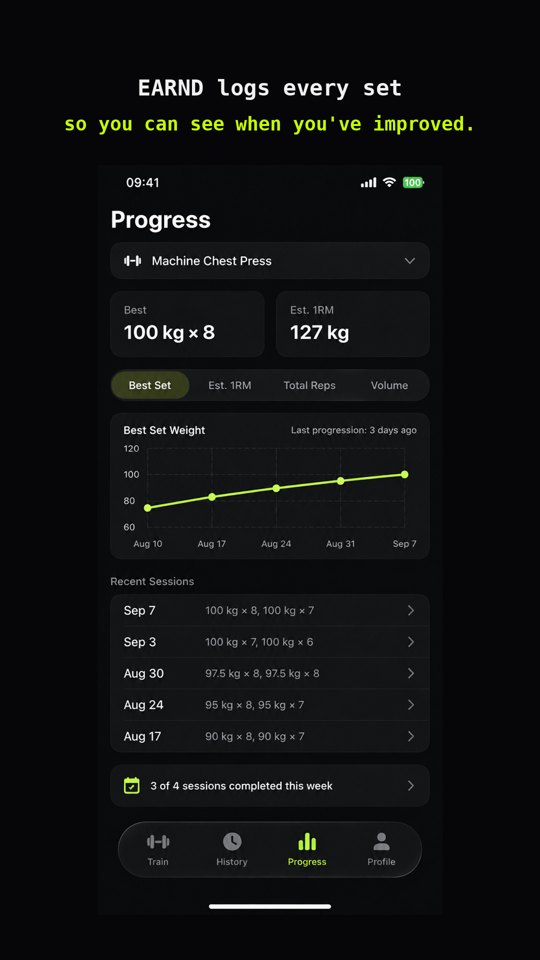 EARND logs every set
so you can see when you've improved.
09:41
100
Progress
Machine Chest Press
Best
100 kg × 8
Est. 1RM
127 kg
Best Set Est. 1RM Total Reps Volume
Best Set Weight Last progression: 3 days ago
120
100
80
60
Aug 10 Aug 17 Aug 24 Aug 31 Sep 7
Recent Sessions
Sep 7 100 kg × 8, 100 kg × 7
Sep 3 100 kg × 7, 100 kg × 6
Aug 30 97.5 kg × 8, 97.5 kg × 8
Aug 24 95 kg × 8, 95 kg × 7
Aug 17 90 kg × 8, 90 kg × 7
3 of 4 sessions completed this week
Train History Progress Profile